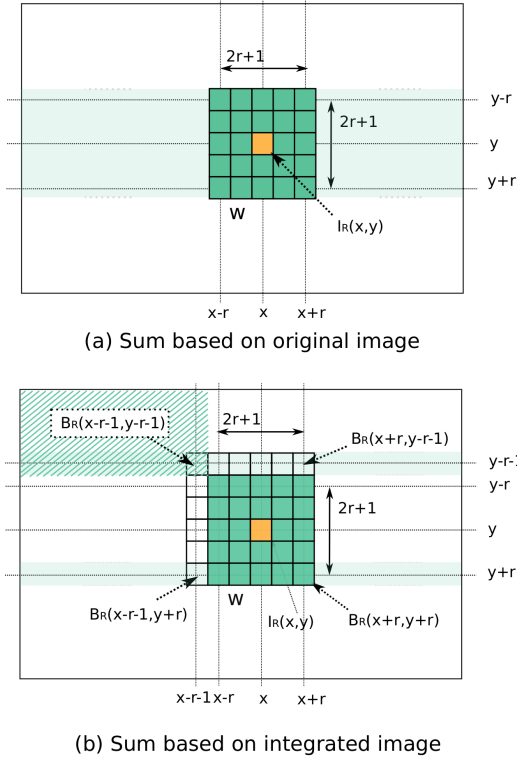 2r+1
y-r
2r+1
y
y+r
W
IR(x,y)
x-r x x+r
(a) Sum based on original image
BR(x-r-1,y-r-1)
2r+1
BR(x+r,y-r-1)
y-r-1
y-r
2r+1
y
y+r
W
BR(x-r-1,y+r)
IR(x,y)
BR(x+r,y+r)
x-r-1 x-r x x+r
(b) Sum based on integrated image